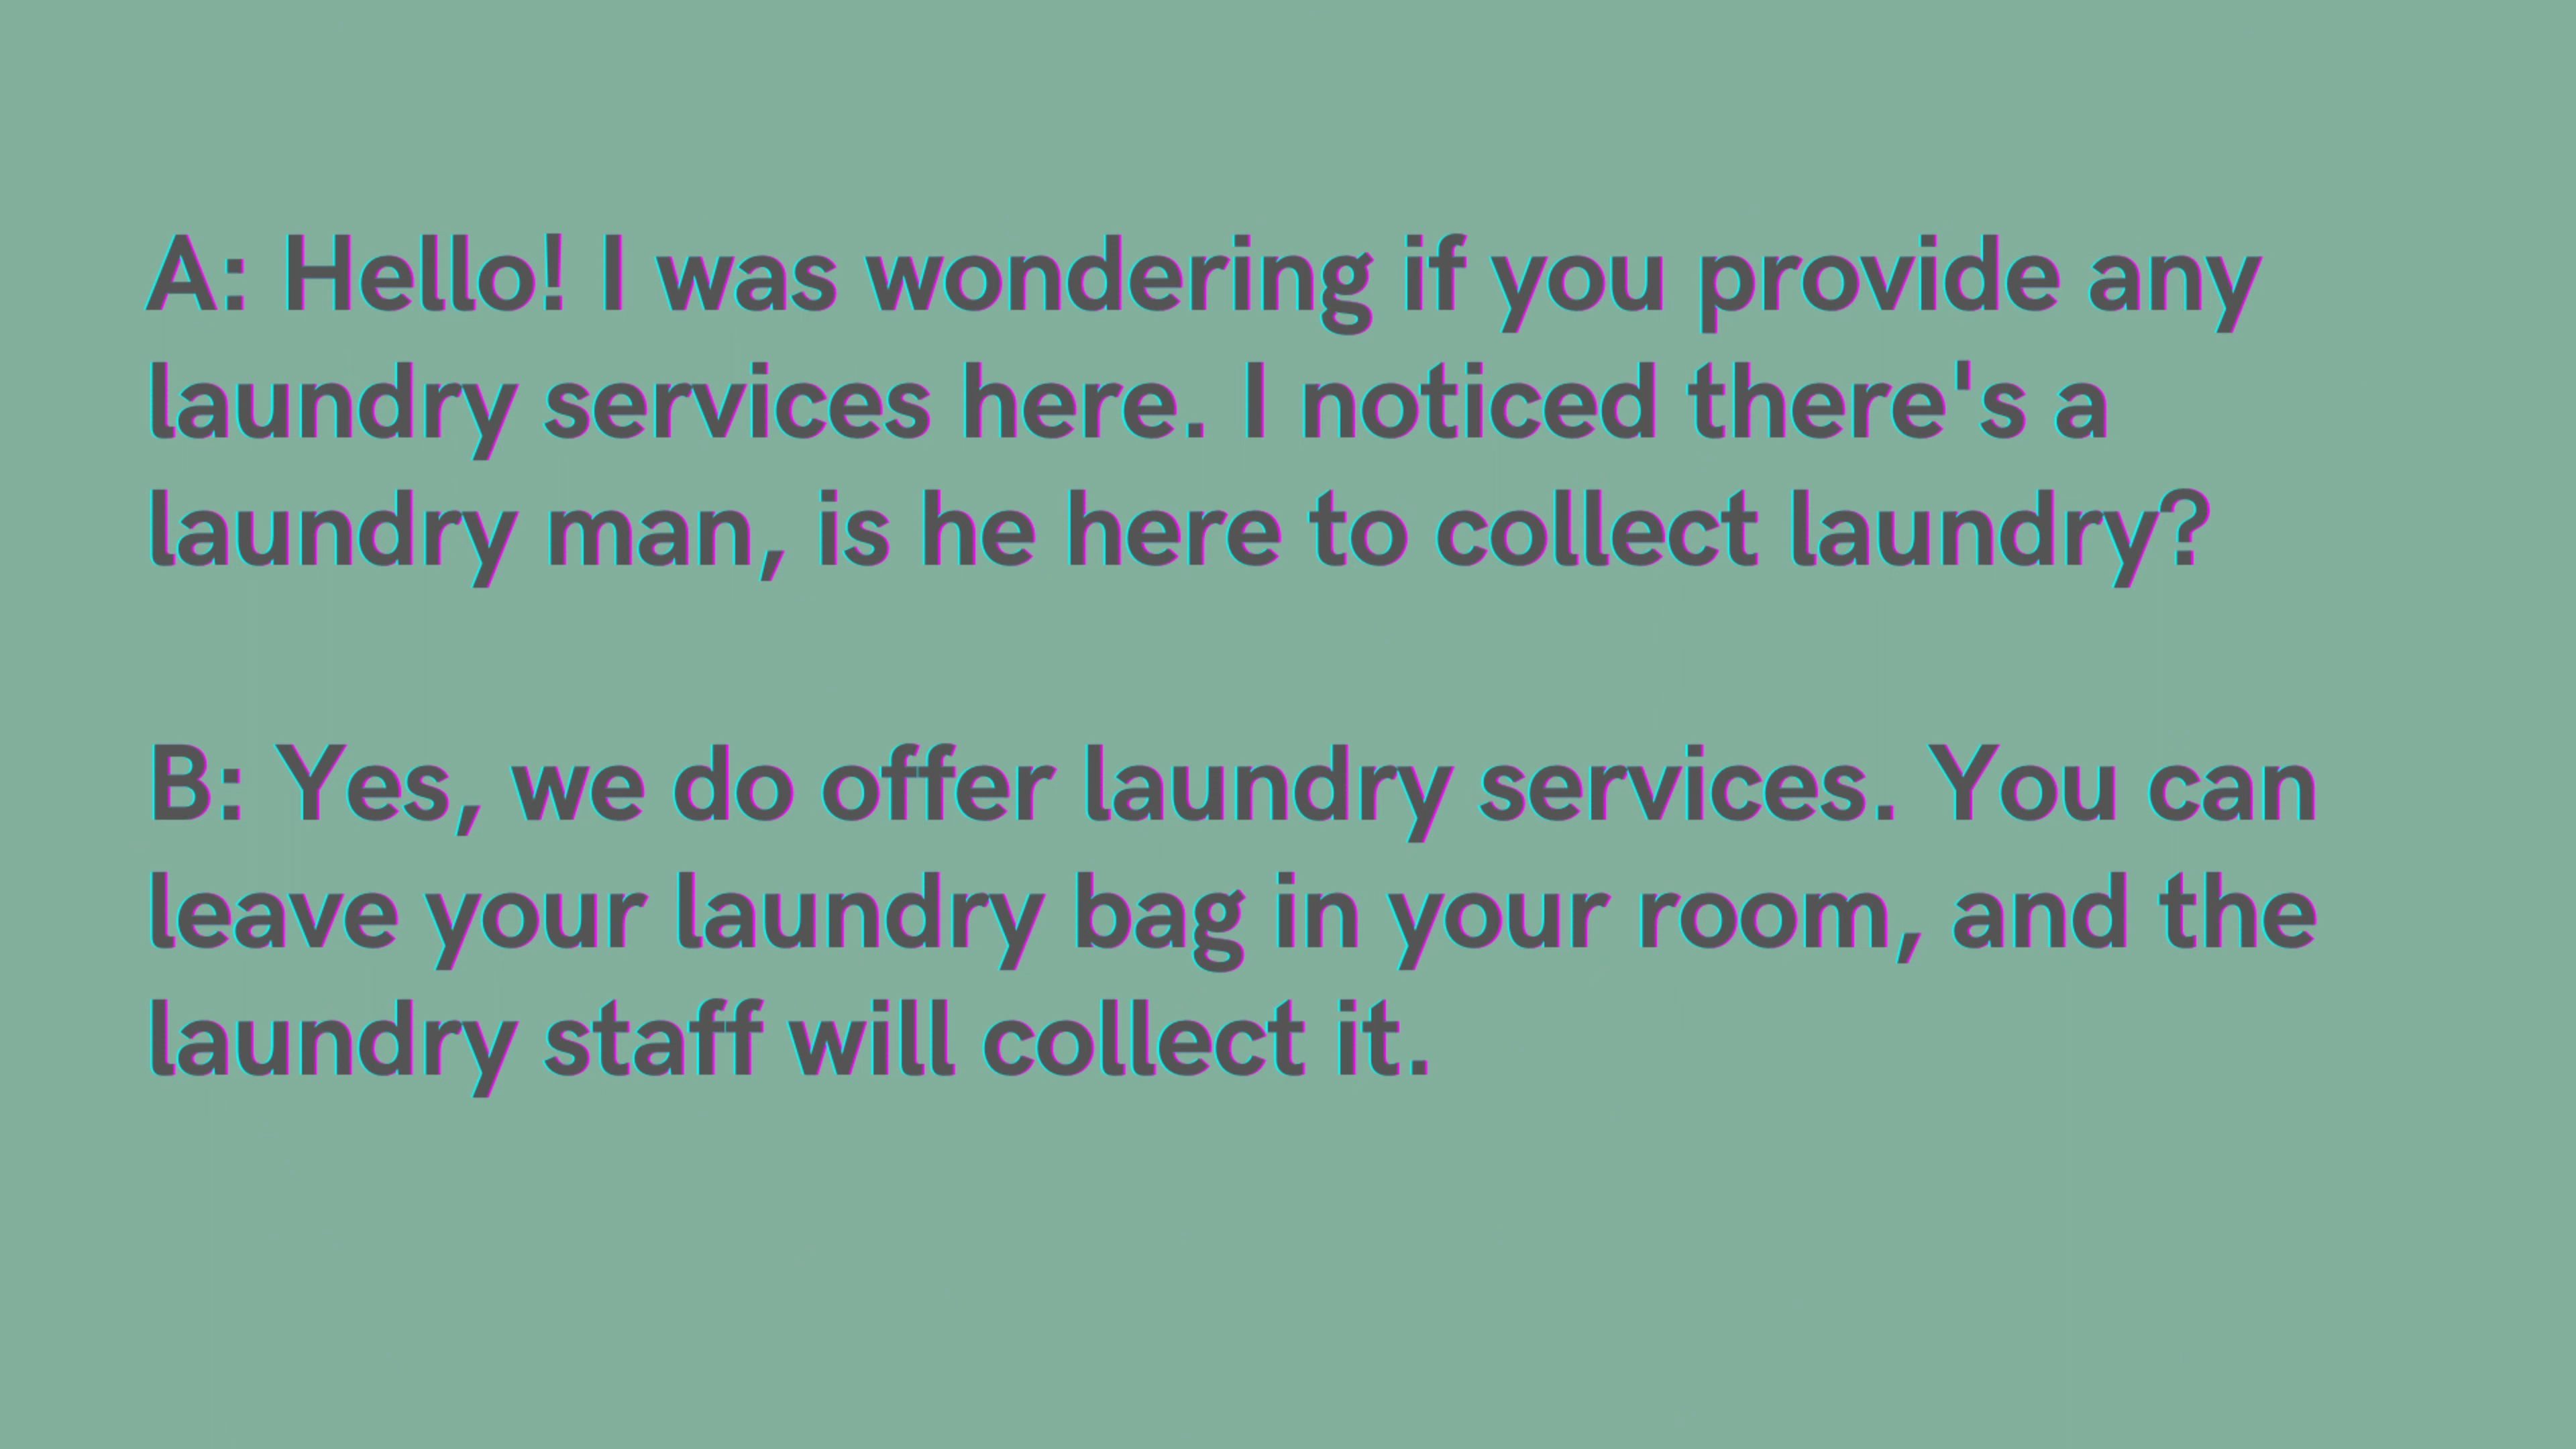 A: Hello! I was wondering if you provide any
laundry services here. I noticed there's a
laundry man, is he here to collect laundry?
B: Yes, we do offer laundry services. You can
leave your laundry bag in your room, and the
laundry staff will collect it.